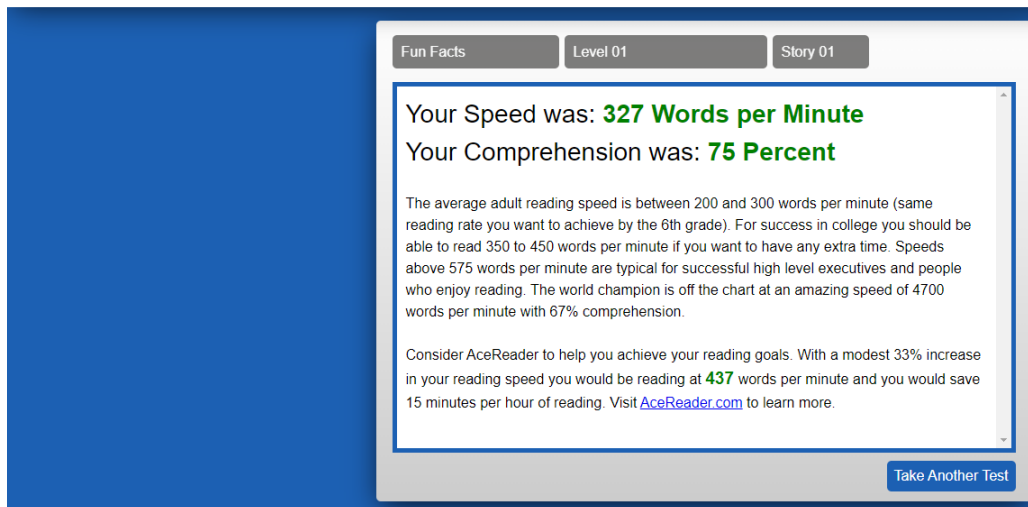 Fun Facts
Level 01
Story 01
Your Speed was: 327 Words per Minute
Your Comprehension was: 75 Percent
The average adult reading speed is between 200 and 300 words per minute (same
reading rate you want to achieve by the 6th grade). For success in college you should be
able to read 350 to 450 words per minute if you want to have any extra time. Speeds
above 575 words per minute are typical for successful high level executives and people
who enjoy reading. The world champion is off the chart at an amazing speed of 4700
words per minute with 67% comprehension.
Consider AceReader to help you achieve your reading goals. With a modest 33% increase
in your reading speed you would be reading at 437 words per minute and you would save
15 minutes per hour of reading. Visit AceReader.com to learn more.
Take Another Test